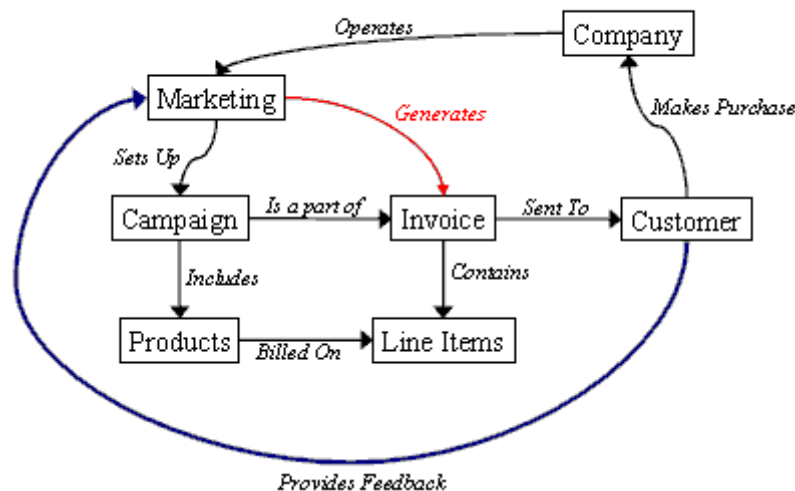 Operates
Company
Marketing
Generates
Makes Purchase
Sets Up
Campaign
Is a part of
Invoice
Sent To
Customer
Includes
Contains
Products
Billed On
Line Items
Provides Feedback